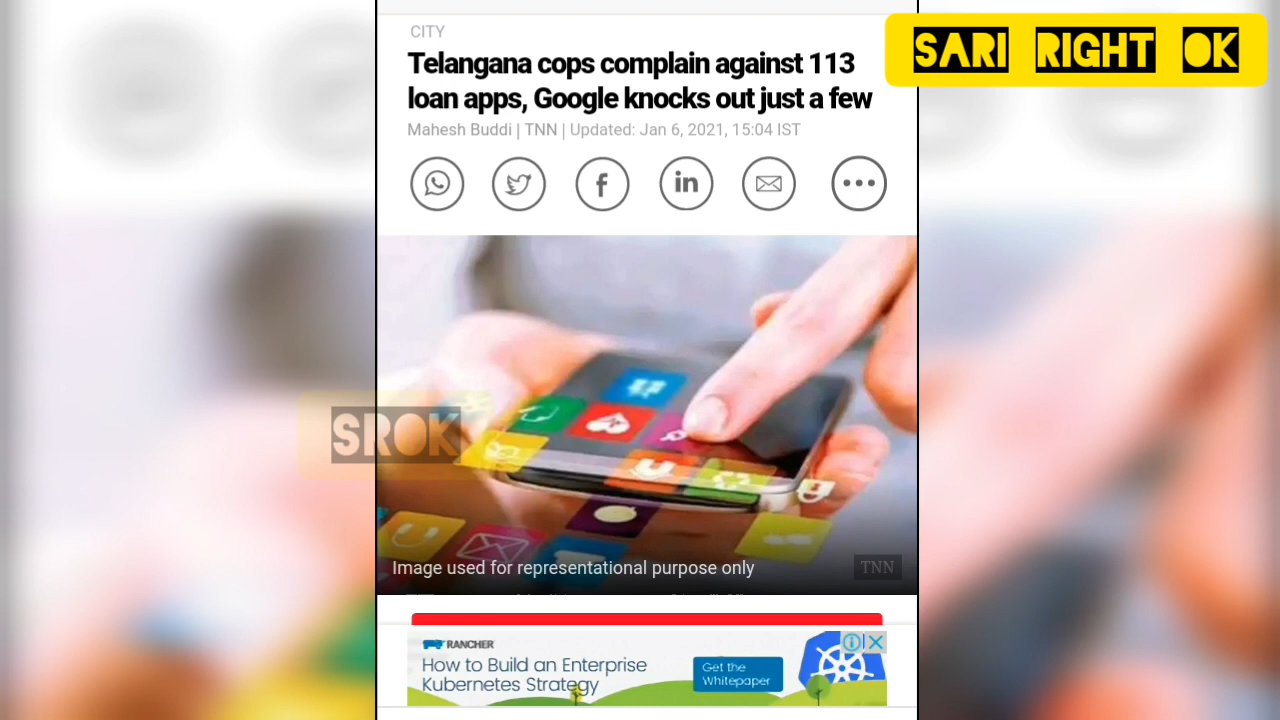 CITY
SARI RIGHT OK
Telangana cops complain against 113
loan apps, Google knocks out just a few
Mahesh Buddi | TNN | Updated: Jan 6, 2021, 15:04 IST
SROK
Image used for representational purpose only
TNN
RANCHER
How to Build an Enterprise
Kubernetes Strategy
Get the
Whitepaper